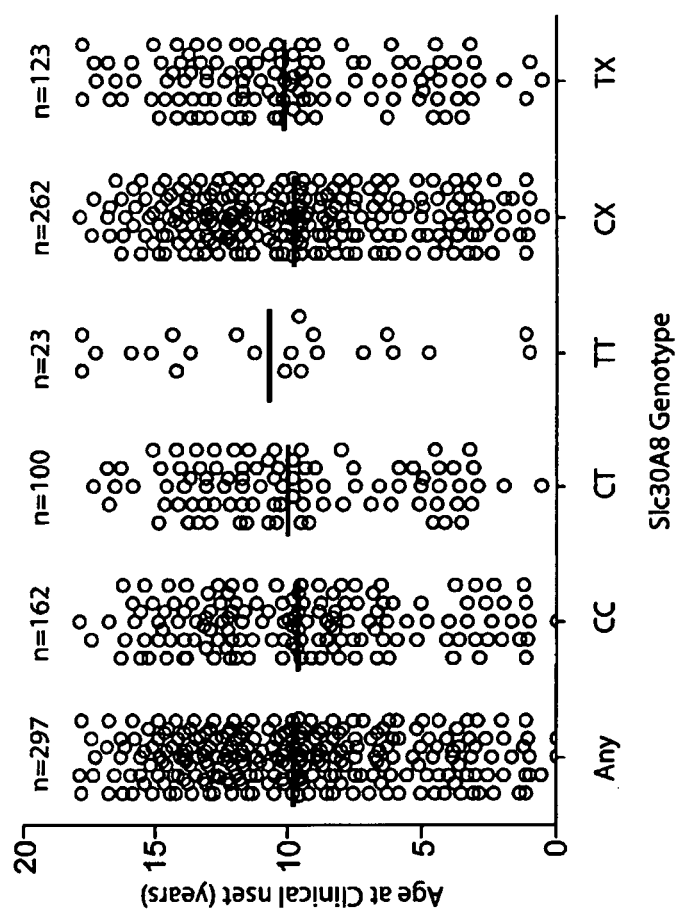 n=297 n=162 n=100 n=23 n=262 n=123
20
15
10
5
0
Age at Clinical nset (years)
Any CC CT TT CX TX
Slc30A8 Genotype